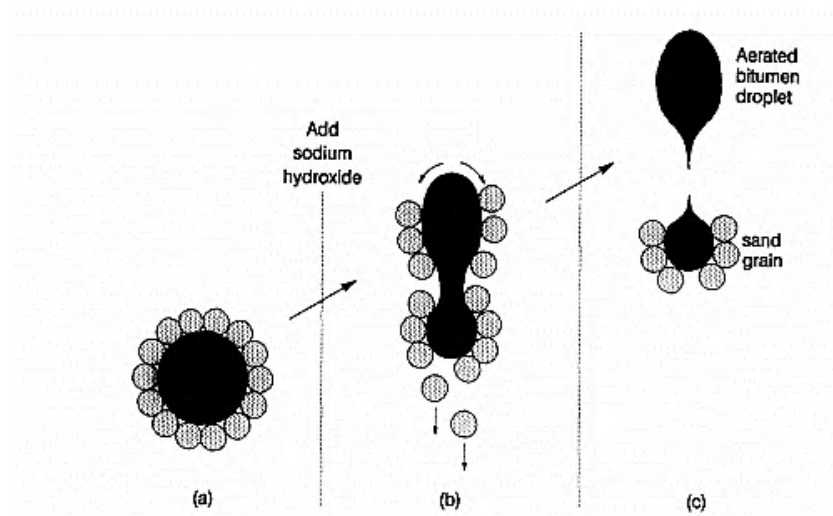 Add
sodium
hydroxide
Aerated
bitumen
droplet
sand
grain
(a)
(b)
(c)